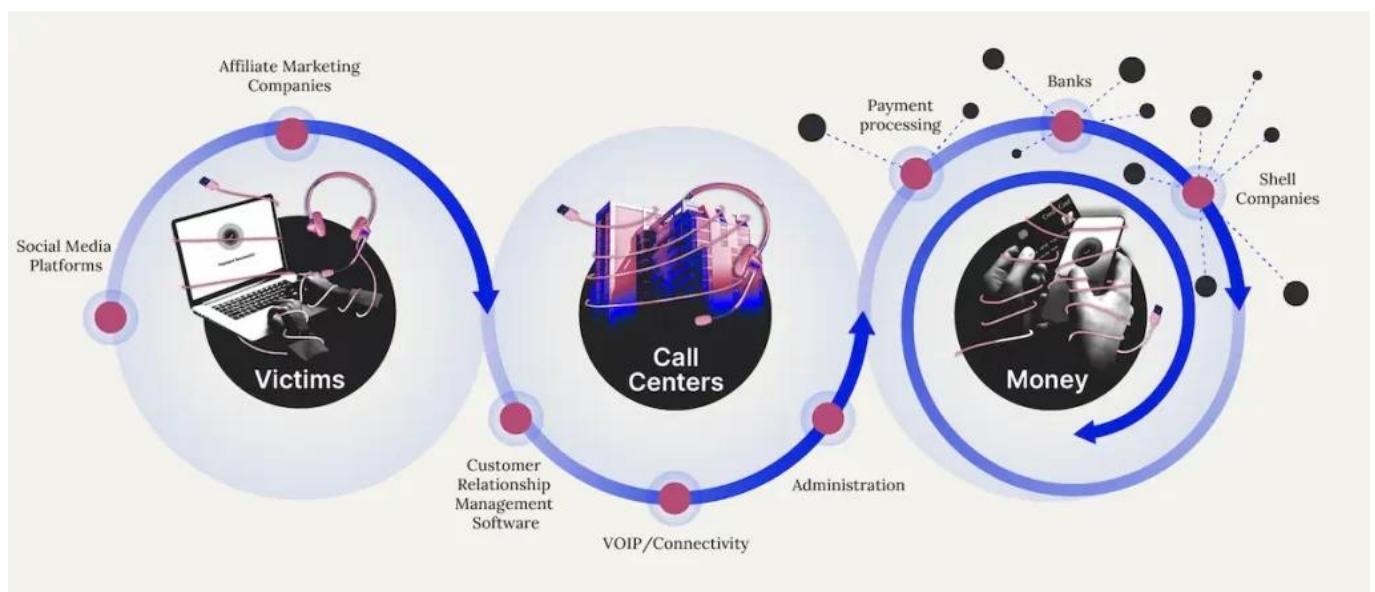 Affiliate Marketing
Companies
Social Media
Platforms
Victims
Customer
Relationship
Management
Software
VOIP/Connectivity
Administration
Call
Centers
Payment
processing
Banks
Shell
Companies
Money